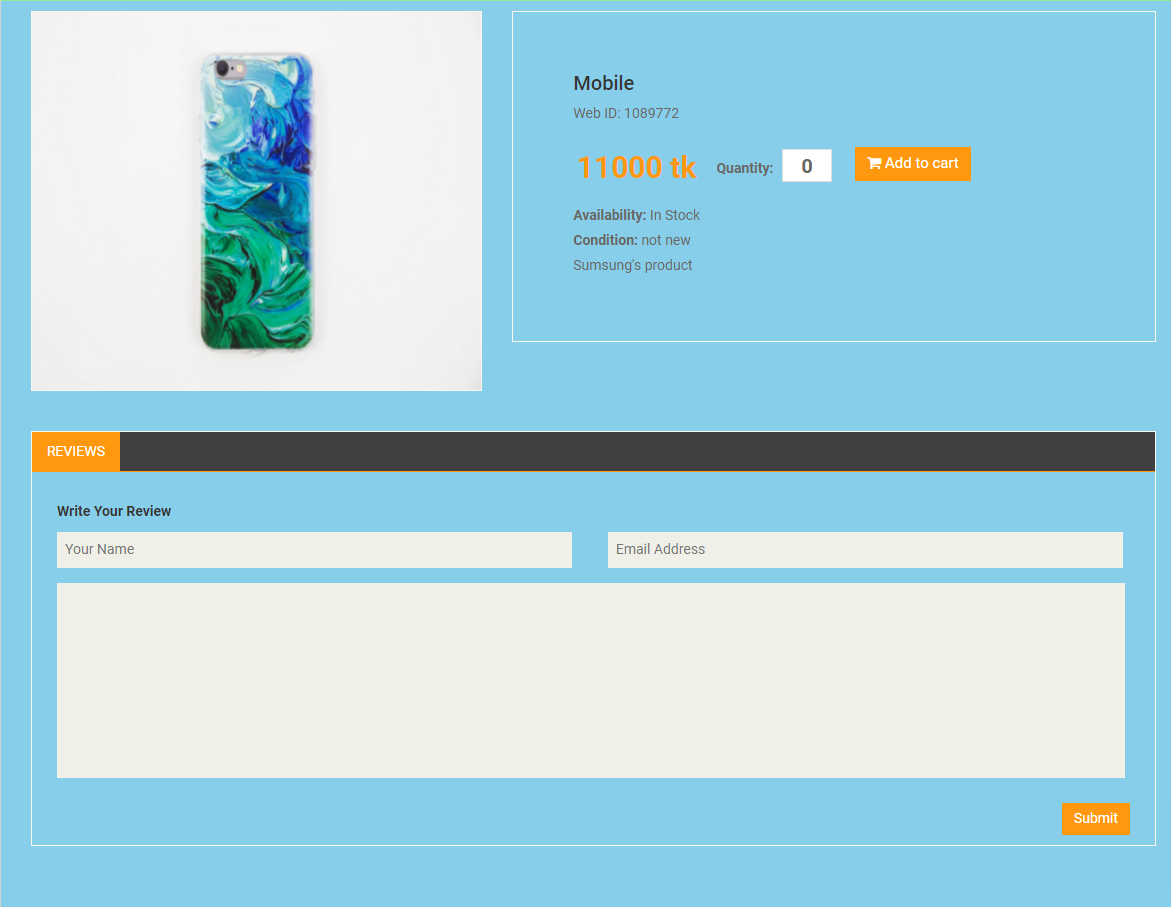 Mobile
Web ID: 1089772
11000 tk Quantity: 0 Add to cart
Availability: In Stock
Condition: not new
Sumsung's product
REVIEWS
Write Your Review
Your Name Email Address
Submit